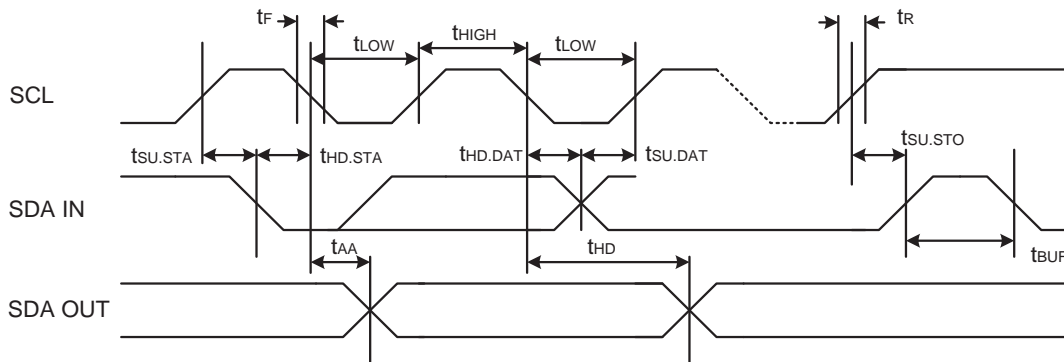 tF
tR
tLOW
tHIGH
tLOW
SCL
tSU.STA
tHD.STA
tHD.DAT
tSU.DAT
tSU.STO
SDA IN
tAA
tHD
tBUF
SDA OUT